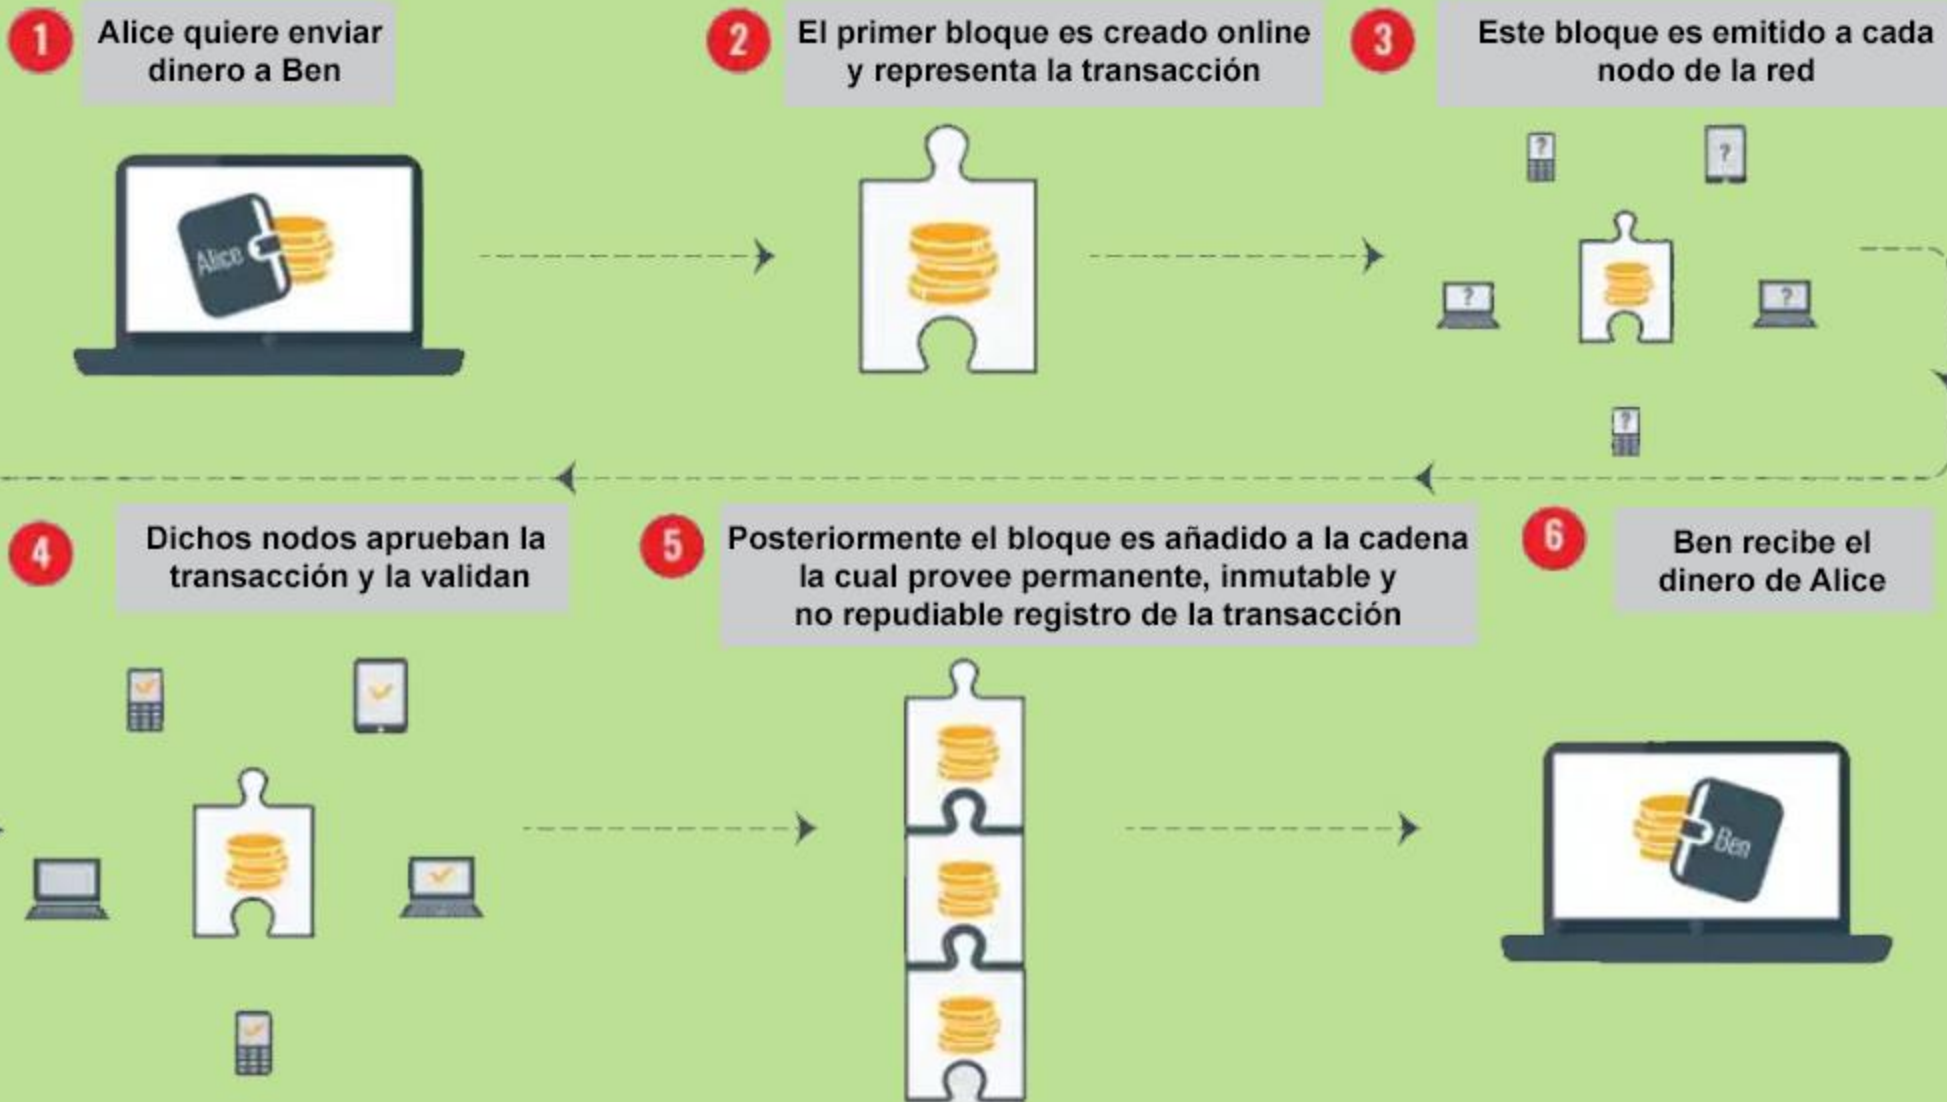 1
Alice quiere enviar
dinero a Ben
2
El primer bloque es creado online
y representa la transacción
3
Este bloque es emitido a cada
nodo de la red
Alice
?
?
?
?
?
4
Dichos nodos aprueban la
transacción y la validan
5
Posteriormente el bloque es añadido a la cadena
la cual provee permanente, inmutable y
no repudiable registro de la transacción
6
Ben recibe el
dinero de Alice
Ben